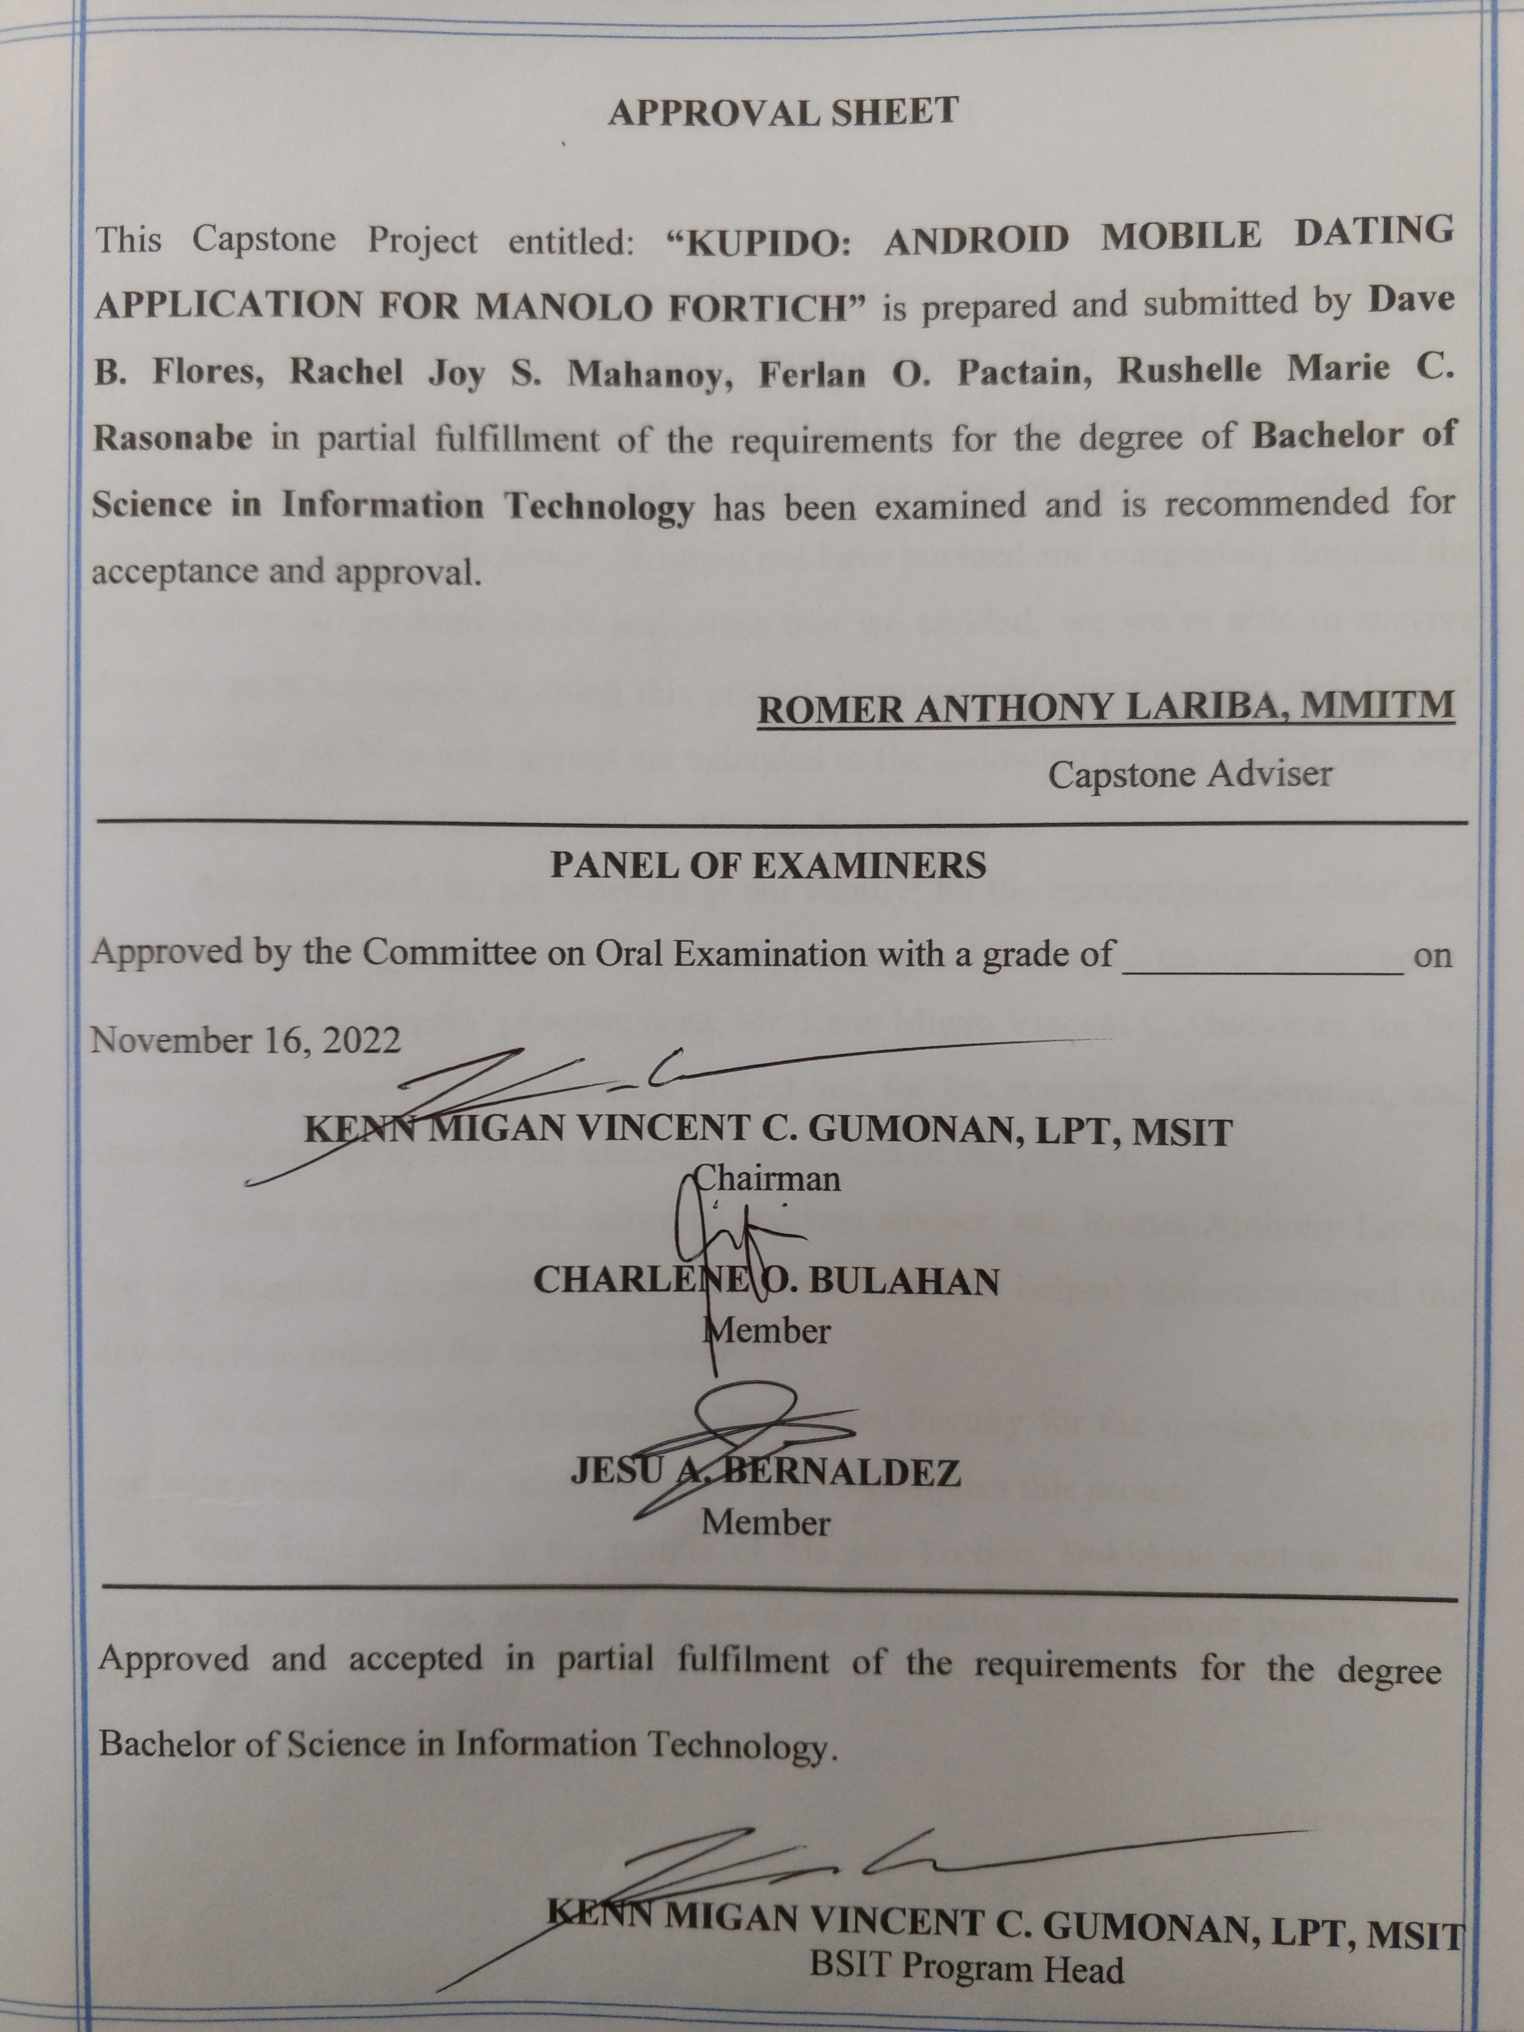 APPROVAL SHEET
This Capstone Project entitled: “KUPIDO: ANDROID MOBILE DATING
APPLICATION FOR MANOLO FORTICH” is prepared and submitted by Dave
B. Flores, Rachel Joy S. Mahanoy, Ferlan O. Pactain, Rushelle Marie C.
Rasonabe in partial fulfillment of the requirements for the degree of Bachelor of
Science in Information Technology has been examined and is recommended for
acceptance and approval.
ROMER ANTHONY LARIBA, MMITM
Capstone Adviser
PANEL OF EXAMINERS
Approved by the Committee on Oral Examination with a grade of ______________ on
November 16, 2022
KENN MIGAN VINCENT C. GUMONAN, LPT, MSIT
Chairman
CHARLENE O. BULAHAN
Member
JESU A. BERNALDEZ
Member
Approved and accepted in partial fulfilment of the requirements for the degree
Bachelor of Science in Information Technology.
KENN MIGAN VINCENT C. GUMONAN, LPT, MSIT
BSIT Program Head